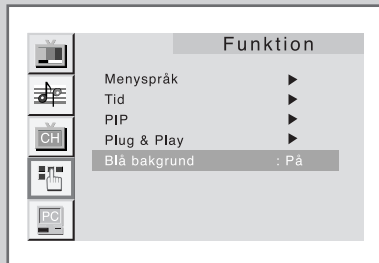 Funktion
Menyspråk
Tid
PIP
Plug & Play
Blå bakgrund : På
CH
PC